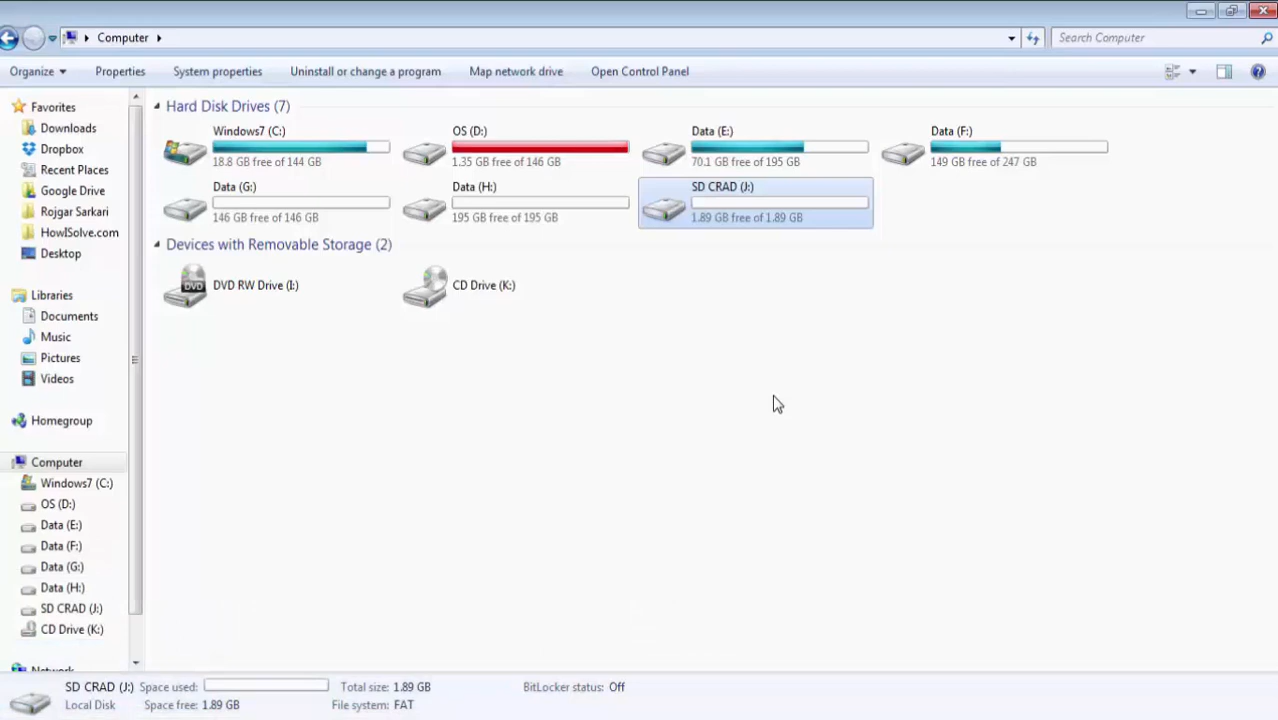 Computer
Search Computer
Organize Properties System properties Uninstall or change a program Map network drive Open Control Panel
Favorites
Downloads
Dropbox
Recent Places
Google Drive
Rojgar Sarkari
HowISolve.com
Desktop
Libraries
Documents
Music
Pictures
Videos
Homegroup
Computer
Windows7 (C:)
OS (D:)
Data (E:)
Data (F:)
Data (G:)
Data (H:)
SD CRAD (J:)
CD Drive (K:)
Network
Hard Disk Drives (7)
Windows7 (C:)
18.8 GB free of 144 GB
OS (D:)
1.35 GB free of 146 GB
Data (E:)
70.1 GB free of 195 GB
Data (F:)
149 GB free of 247 GB
Data (G:)
146 GB free of 146 GB
Data (H:)
195 GB free of 195 GB
SD CRAD (J:)
1.89 GB free of 1.89 GB
Devices with Removable Storage (2)
DVD
DVD RW Drive (I:)
CD Drive (K:)
SD CRAD (J:) Space used: Total size: 1.89 GB BitLocker status: Off
Local Disk Space free: 1.89 GB File system: FAT